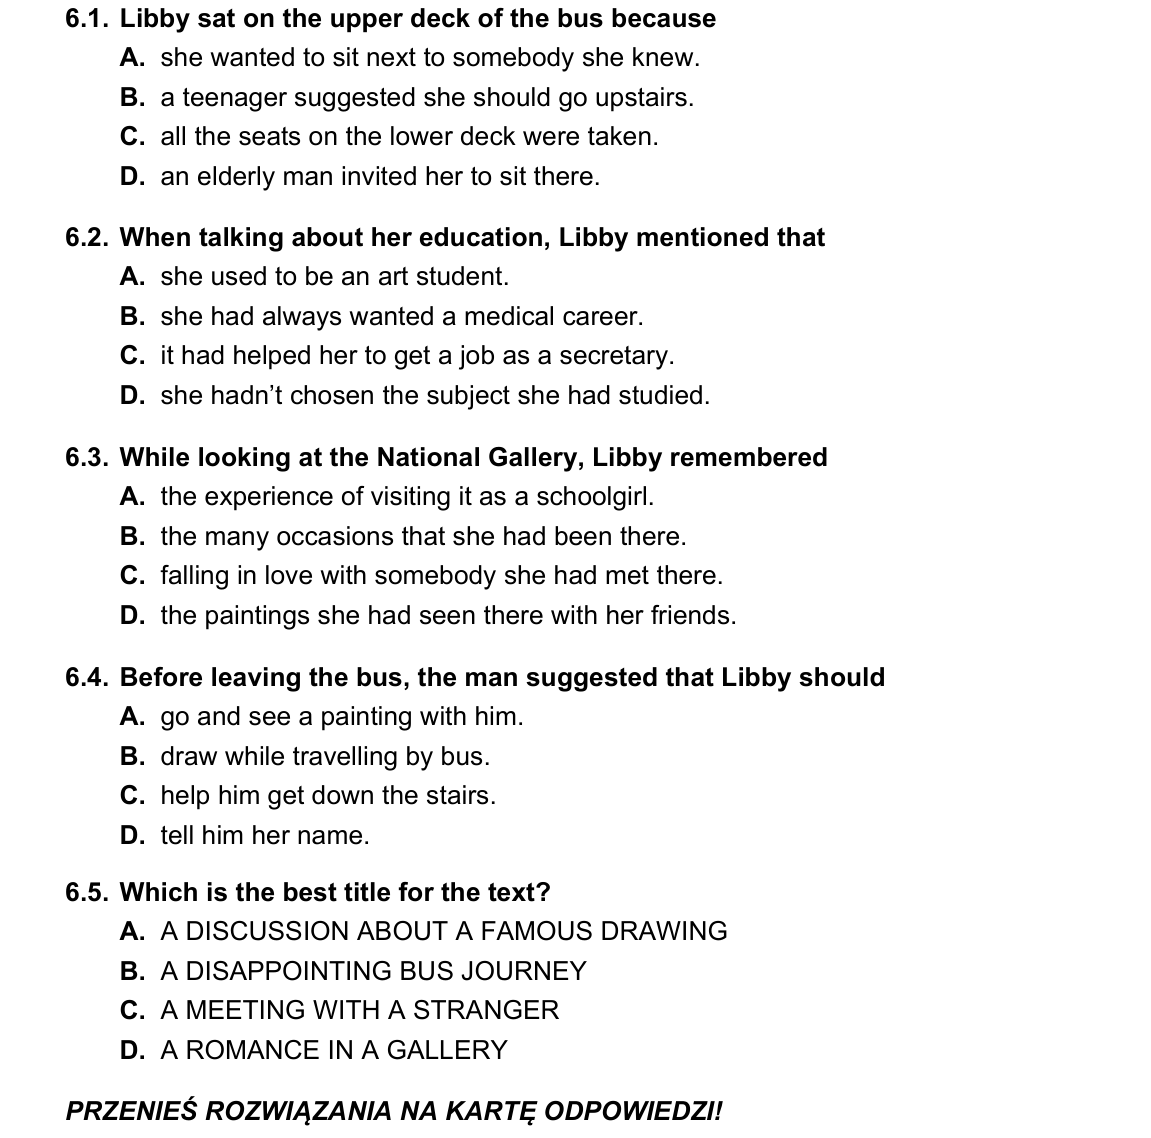 6.1. Libby sat on the upper deck of the bus because
A. she wanted to sit next to somebody she knew.
B. a teenager suggested she should go upstairs.
C. all the seats on the lower deck were taken.
D. an elderly man invited her to sit there.
6.2. When talking about her education, Libby mentioned that
A. she used to be an art student.
B. she had always wanted a medical career.
C. it had helped her to get a job as a secretary.
D. she hadn’t chosen the subject she had studied.
6.3. While looking at the National Gallery, Libby remembered
A. the experience of visiting it as a schoolgirl.
B. the many occasions that she had been there.
C. falling in love with somebody she had met there.
D. the paintings she had seen there with her friends.
6.4. Before leaving the bus, the man suggested that Libby should
A. go and see a painting with him.
B. draw while travelling by bus.
C. help him get down the stairs.
D. tell him her name.
6.5. Which is the best title for the text?
A. A DISCUSSION ABOUT A FAMOUS DRAWING
B. A DISAPPOINTING BUS JOURNEY
C. A MEETING WITH A STRANGER
D. A ROMANCE IN A GALLERY
PRZENIEŚ ROZWIĄZANIA NA KARTĘ ODPOWIEDZI!